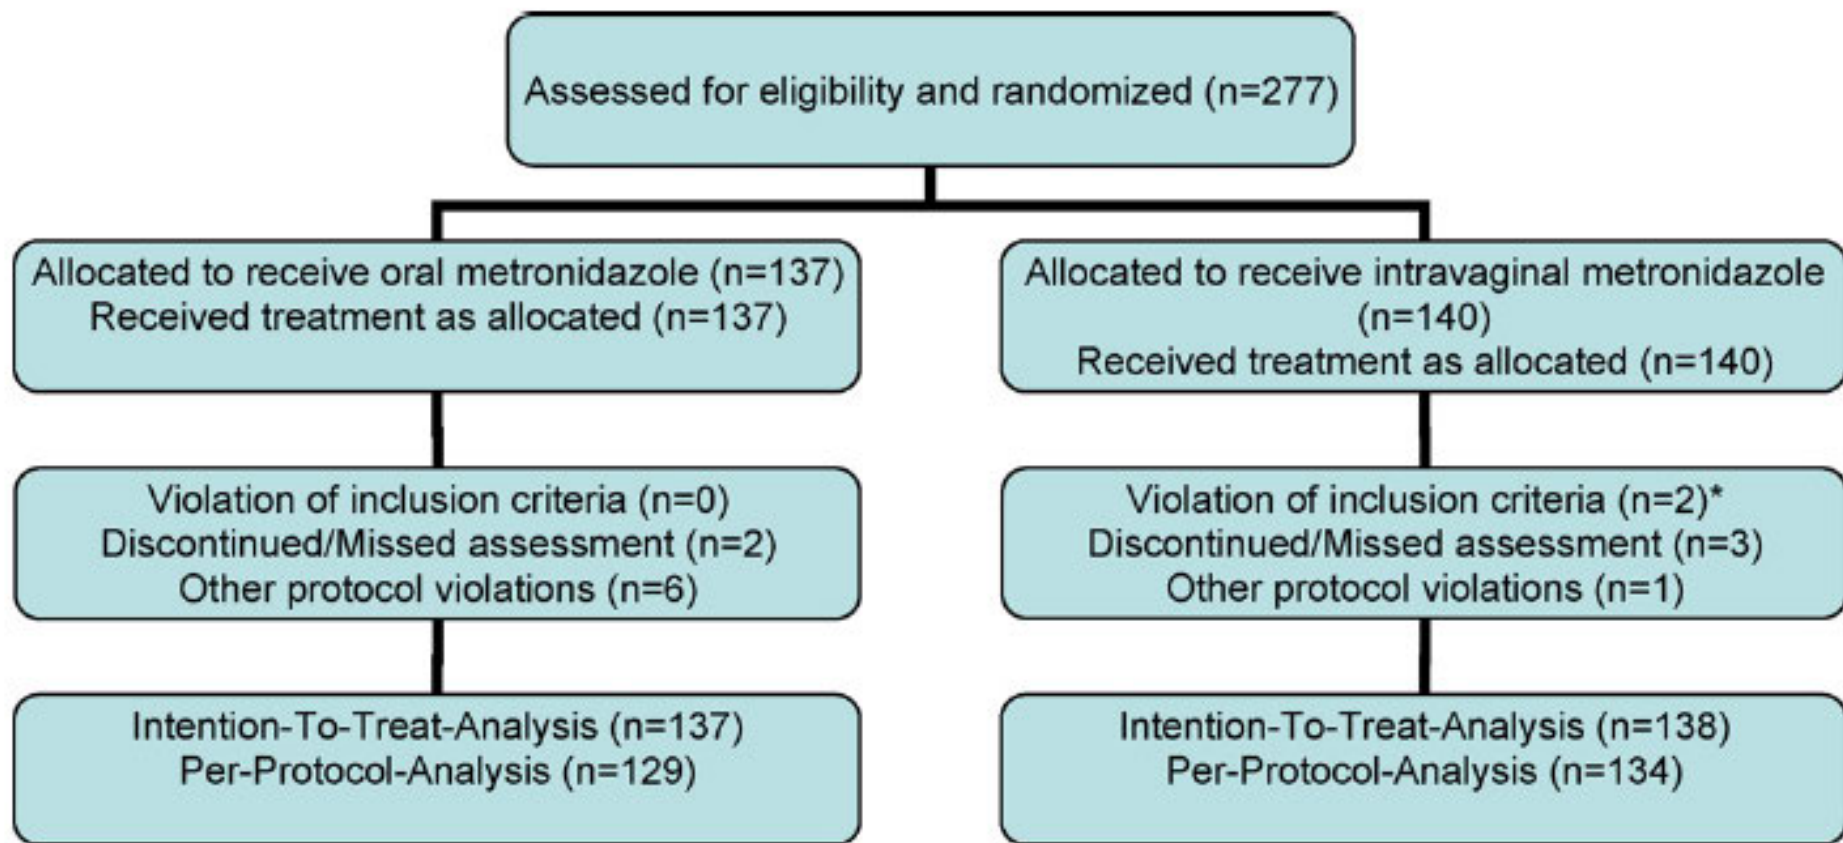 Assessed for eligibility and randomized (n=277)
Allocated to receive oral metronidazole (n=137)
Received treatment as allocated (n=137)
Allocated to receive intravaginal metronidazole
(n=140)
Received treatment as allocated (n=140)
Violation of inclusion criteria (n=0)
Discontinued/Missed assessment (n=2)
Other protocol violations (n=6)
Violation of inclusion criteria (n=2)*
Discontinued/Missed assessment (n=3)
Other protocol violations (n=1)
Intention-To-Treat-Analysis (n=137)
Per-Protocol-Analysis (n=129)
Intention-To-Treat-Analysis (n=138)
Per-Protocol-Analysis (n=134)